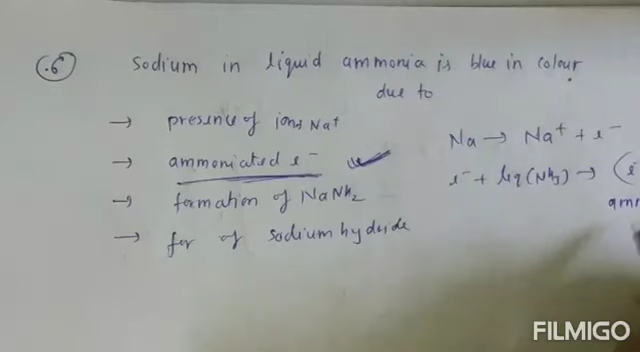 (.6) Sodium in liquid ammonia is blue in colour.
due to
→ presence of ions Na⁺
→ ammoniated e⁻
→ formation of NaNH₂
→ for of sodium hydride
Na → Na⁺ + e⁻
e⁻ + liq(NH₃) → (e⁻
amm
FILMIGO